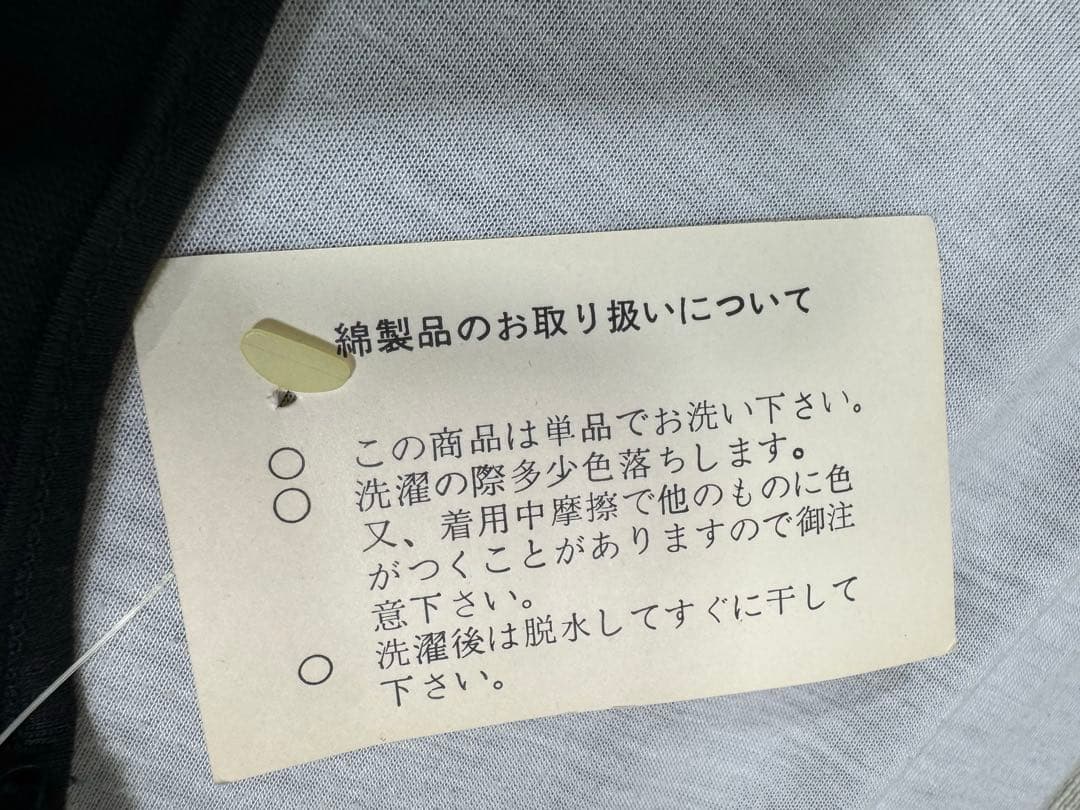 綿製品のお取り扱いについて
○ この商品は単品でお洗い下さい。
○ 洗濯の際多少色落ちします。
又、着用中摩擦で他のものに色
がつくことがありますので御注
意下さい。
○ 洗濯後は脱水してすぐに干して
下さい。